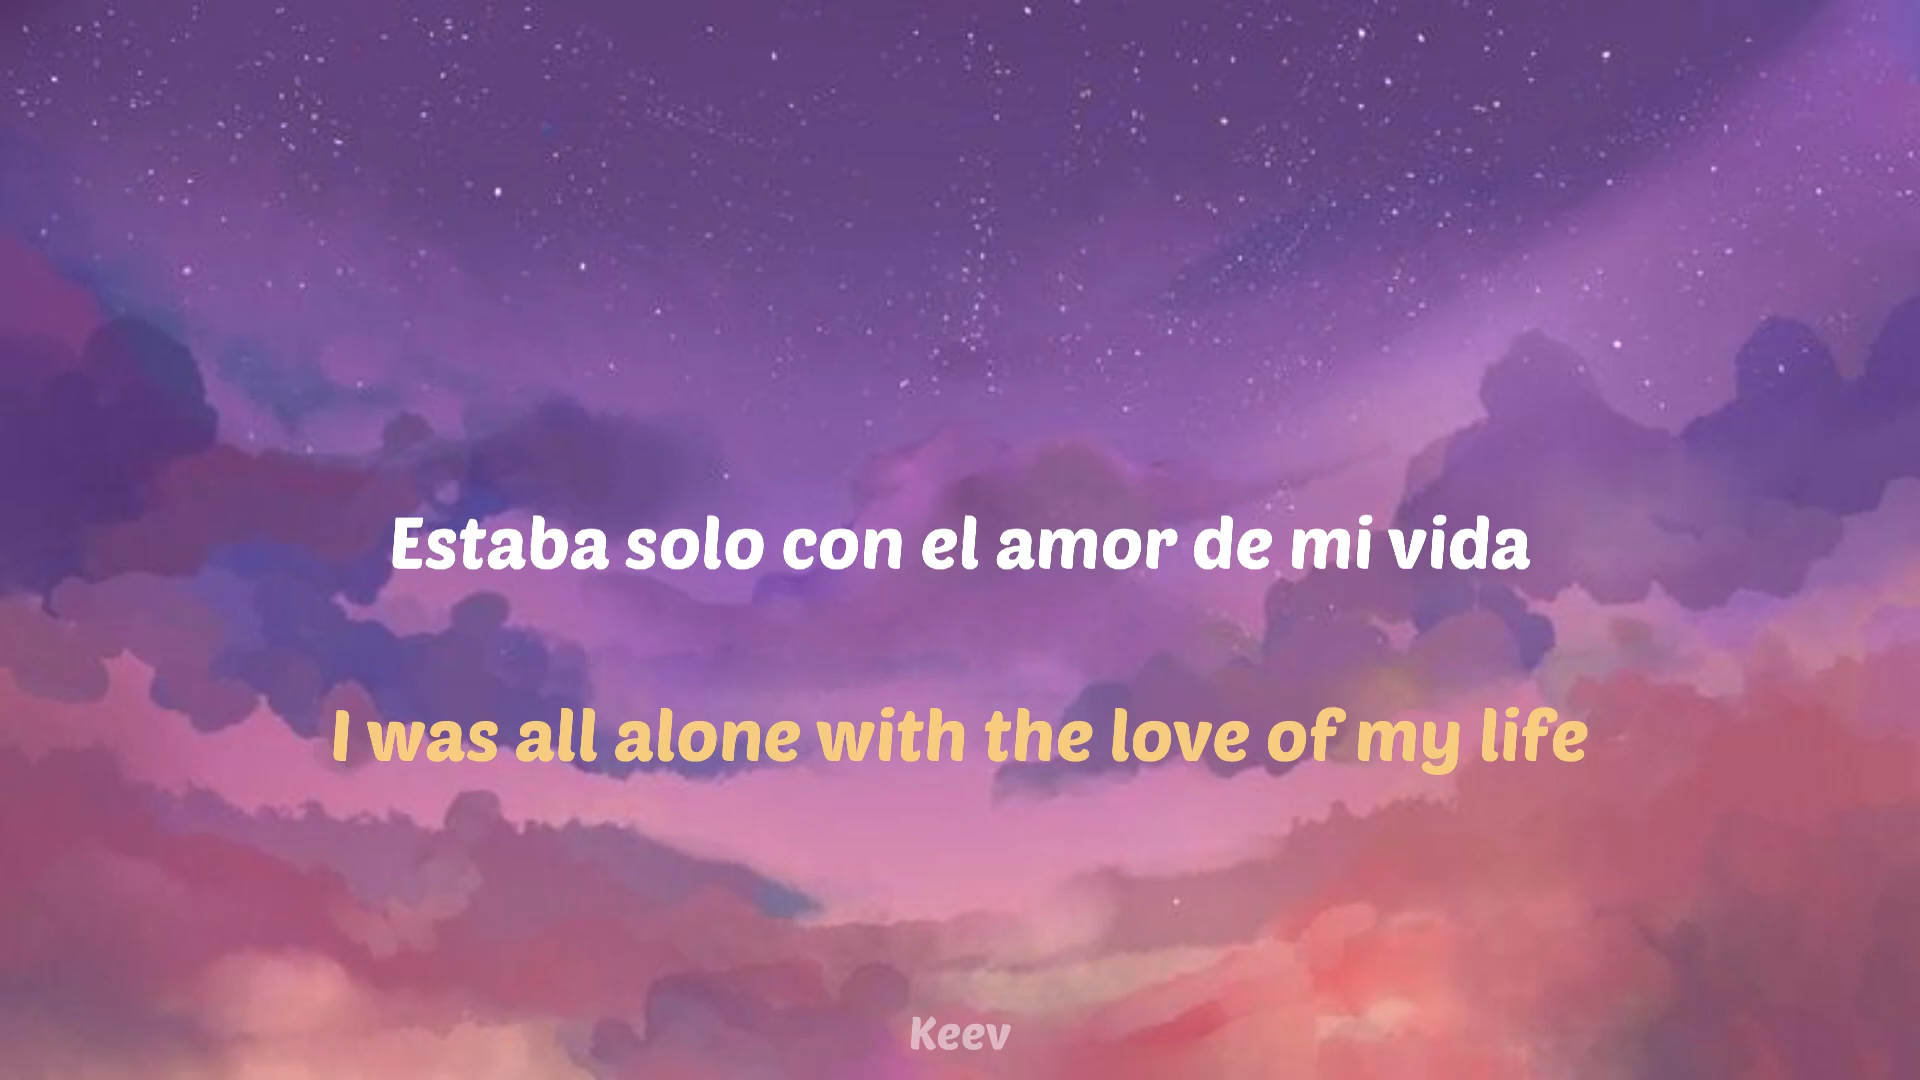 Estaba solo con el amor de mi vida
I was all alone with the love of my life
Keev